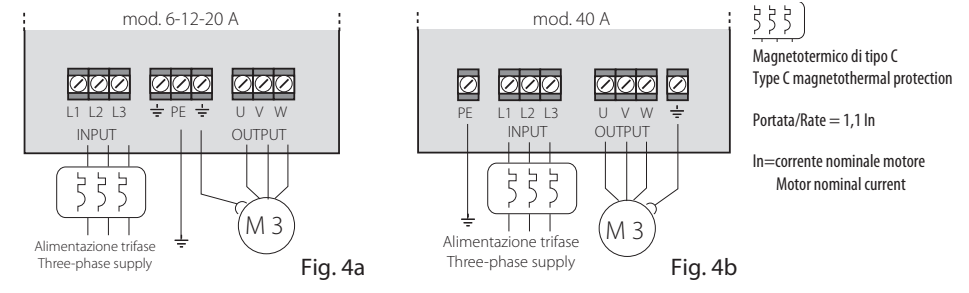 mod. 6-12-20 A
L1 L2 L3 PE U V W
INPUT OUTPUT
M 3
Alimentazione trifase
Three-phase supply
Fig. 4a
mod. 40 A
PE L1 L2 L3 U V W
INPUT OUTPUT
M 3
Alimentazione trifase
Three-phase supply
Fig. 4b
Magnetotermico di tipo C
Type C magnetothermal protection
Portata/Rate = 1,1 In
In=corrente nominale motore
Motor nominal current